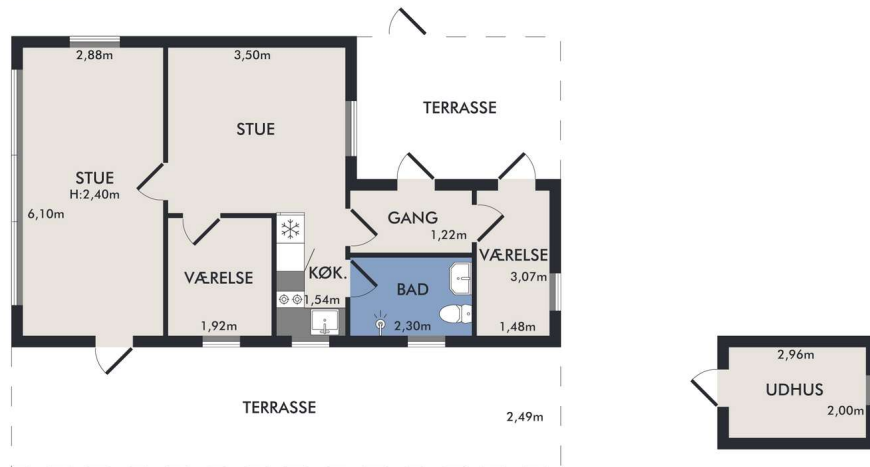 2,88m
3,50m
TERRASSE
STUE
STUE
H:2,40m
6,10m
GANG
1,22m
VÆRELSE
3,07m
VÆRELSE
KØK.
1,54m
BAD
1,92m
2,30m
1,48m
TERRASSE
2,49m
2,96m
UDHUS
2,00m